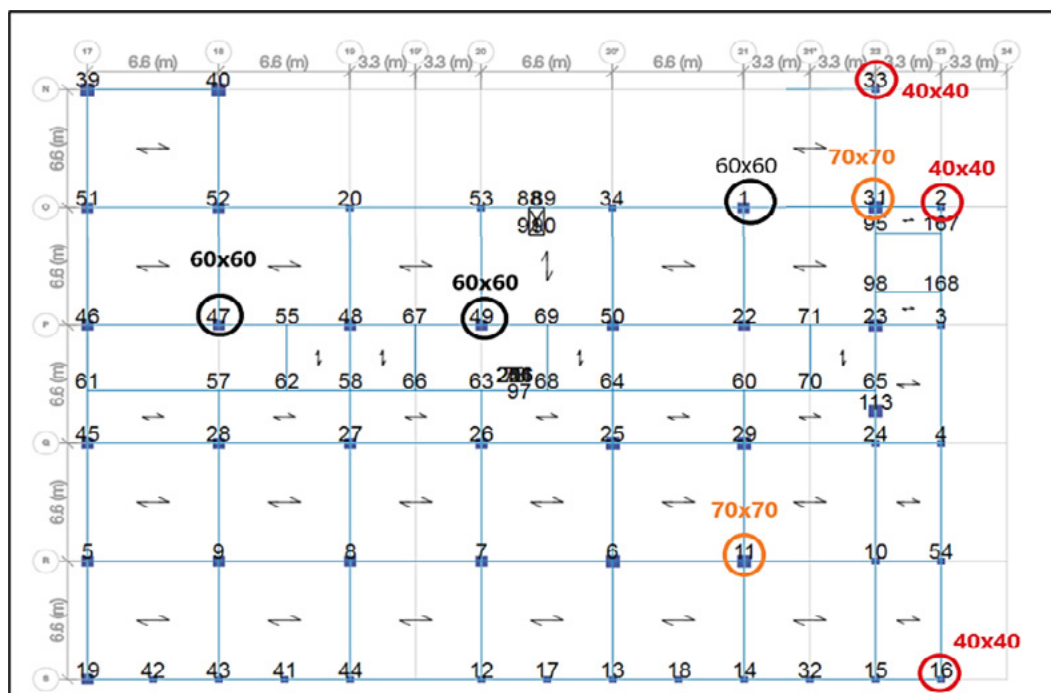 17 18 19 19' 20 20' 21 21' 22 23 24
6.6 (m) 6.6 (m) 3.3 (m) 3.3 (m) 6.6 (m) 6.6 (m) 3.3 (m) 3.3 (m) 3.3 (m) 3.3 (m)
N 39 40 33
40x40
6.6 (m)
60x60 70x70 40x40
51 52 20 53 34 1 31 2
95 167
6.6 (m)
60x60 60x60
98 168
P 46 47 55 48 67 49 69 50 22 71 23 3
6.6 (m)
61 57 62 58 66 63 68 64 60 70 65
97
113
45 28 27 26 25 29 24 4
6.6 (m)
70x70
R 5 9 8 7 6 11 10 54
6.6 (m)
40x40
S 19 42 43 41 44 12 17 13 18 14 32 15 16